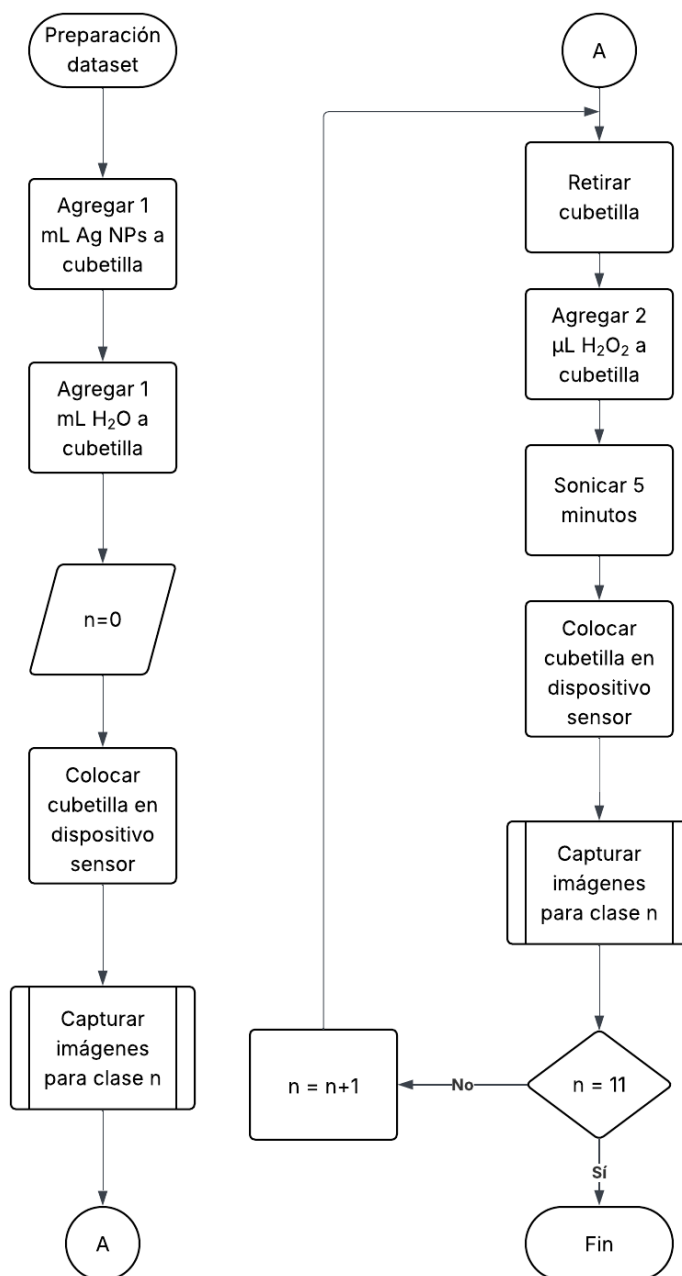 Preparación
dataset
Agregar 1
mL Ag NPs a
cubetilla
Agregar 1
mL H₂O a
cubetilla
n=0
Colocar
cubetilla en
dispositivo
sensor
Capturar
imágenes
para clase n
A
A
Retirar
cubetilla
Agregar 2
µL H₂O₂ a
cubetilla
Sonicar 5
minutos
Colocar
cubetilla en
dispositivo
sensor
Capturar
imágenes
para clase n
n = 11
No
n = n+1
Sí
Fin